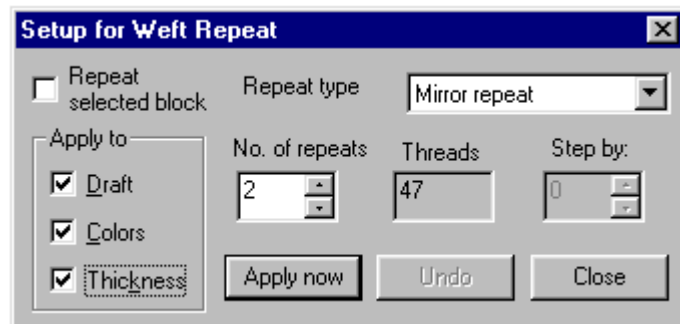 Setup for Weft Repeat
Repeat
selected block
Repeat type
Mirror repeat
Apply to
Draft
Colors
Thickness
No. of repeats
2
Threads
47
Step by:
0
Apply now
Undo
Close